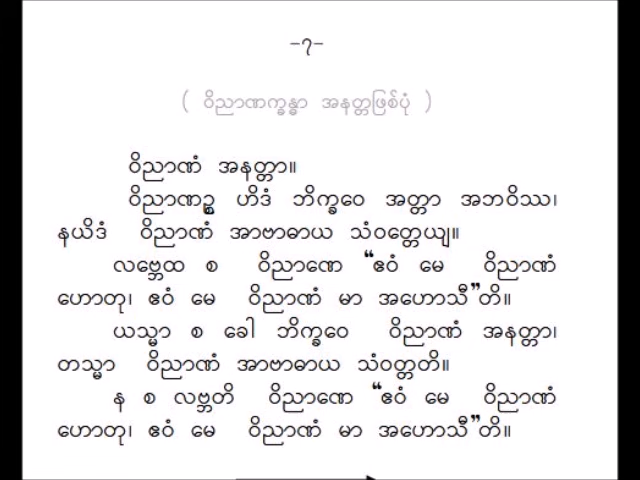 -၇-
( ဝိညာဏက္ခန္ဓာ အနတ္တဖြစ်ပုံ )
ဝိညာဏံ အနတ္တာ။
ဝိညာဏဉ္စ ဟိဒံ ဘိက္ခဝေ အတ္တာ အဘဝိဿ၊
နယိဒံ ဝိညာဏံ အာဗာဓာယ သံဝတ္တေယျ။
လဗ္ဘေထ စ ဝိညာဏေ “ဧဝံ မေ ဝိညာဏံ
ဟောတု၊ ဧဝံ မေ ဝိညာဏံ မာ အဟောသီ”တိ။
ယသ္မာ စ ခေါ ဘိက္ခဝေ ဝိညာဏံ အနတ္တာ၊
တသ္မာ ဝိညာဏံ အာဗာဓာယ သံဝတ္တတိ။
န စ လဗ္ဘတိ ဝိညာဏေ “ဧဝံ မေ ဝိညာဏံ
ဟောတု၊ ဧဝံ မေ ဝိညာဏံ မာ အဟောသီ”တိ။